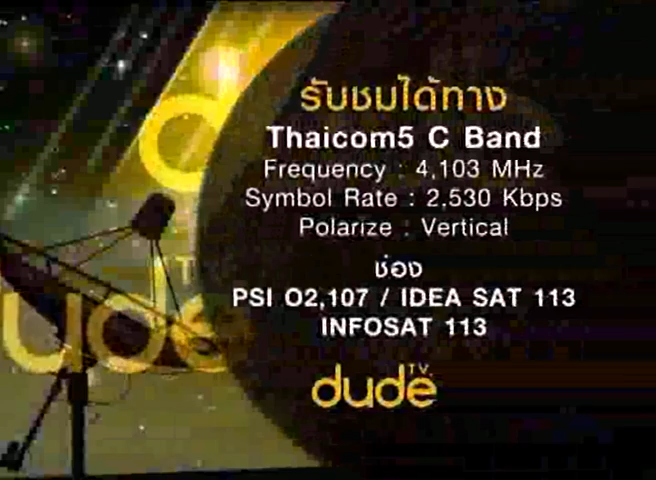 รับชมได้ทาง
Thaicom5 C Band
Frequency : 4,103 MHz
Symbol Rate : 2,530 Kbps
Polarize : Vertical
ช่อง
PSI O2,107 / IDEA SAT 113
INFOSAT 113
dude TV.
ude